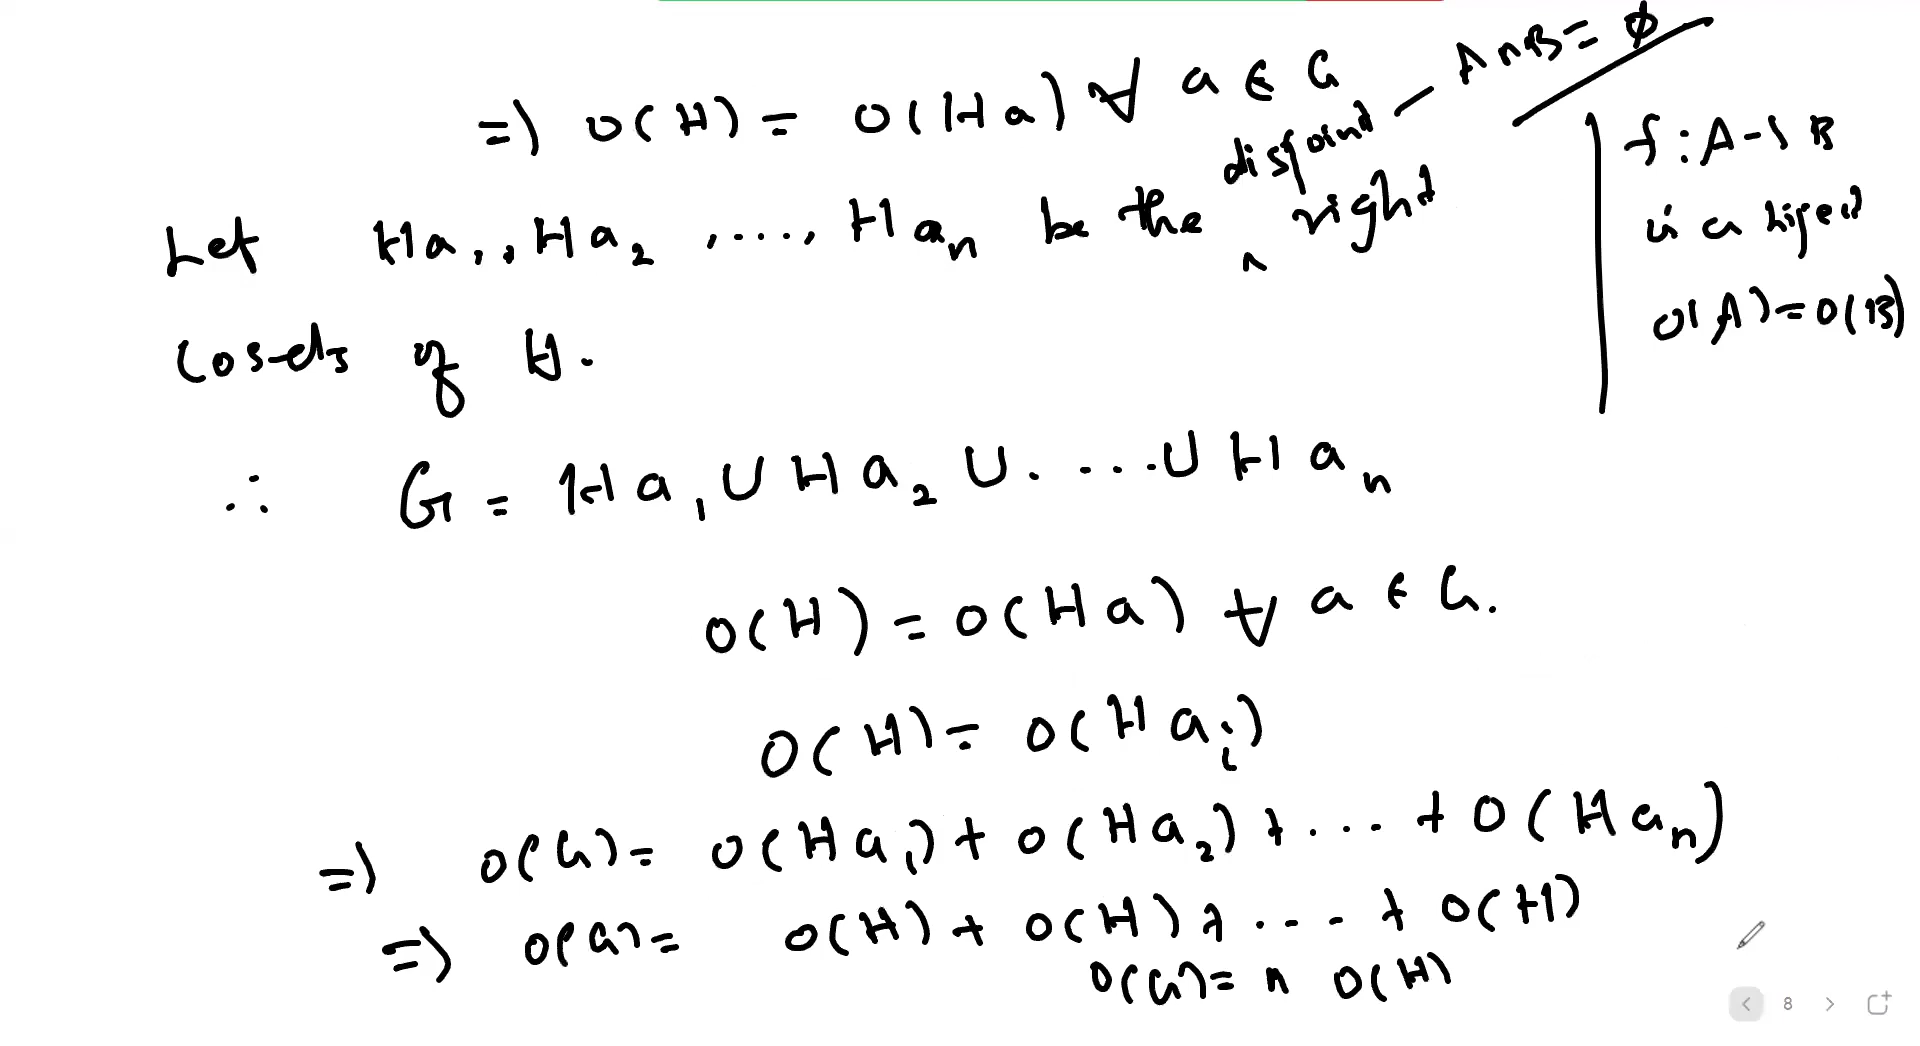 =) O(H) = O(Ha) ∀ a ∈ G
disjoint — A∩B = φ
Let Ha₁, Ha₂, ...., Haₙ be the ^ right
cosets of H.
f: A→B
is a bijec
O(A) = O(B)
∴ G = Ha₁ ∪ Ha₂ ∪ .... ∪ Haₙ
O(H) = O(Ha) ∀ a ∈ G.
O(H) = O(Haᵢ)
=) O(G) = O(Ha₁) + O(Ha₂) + ... + O(Haₙ)
=) O(G) = O(H) + O(H) + ... + O(H)
O(G) = n O(H)
8